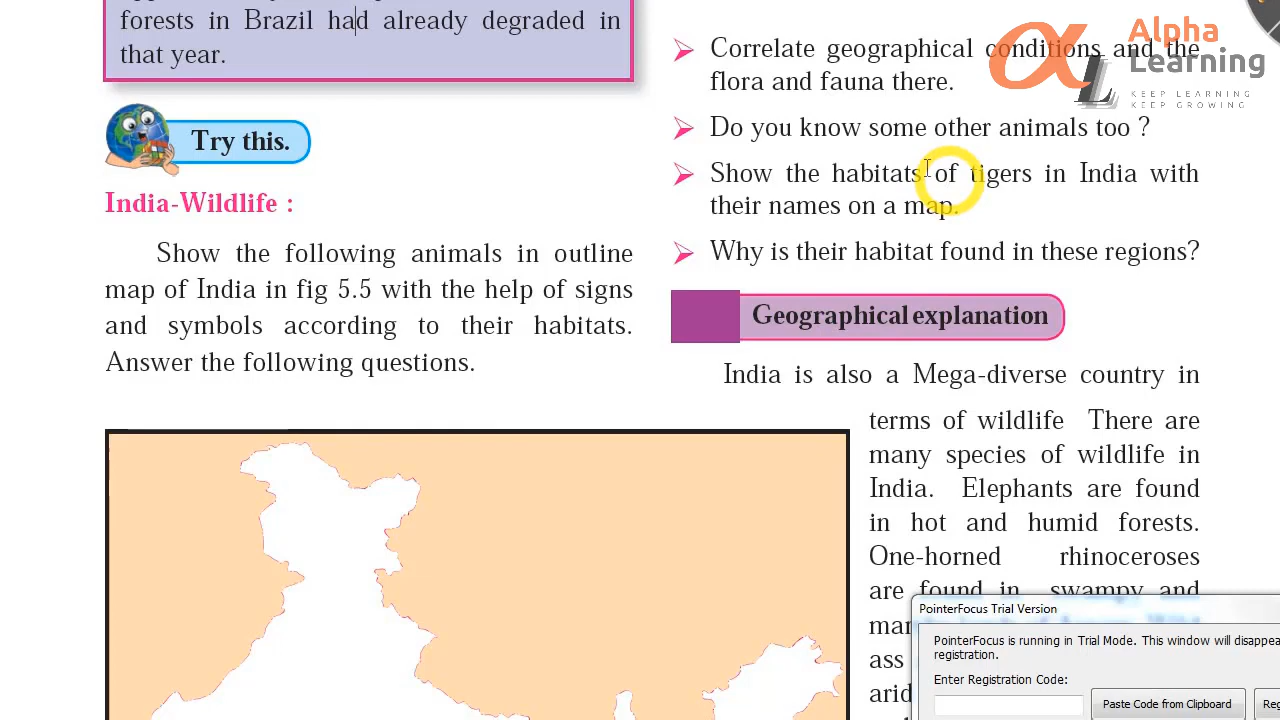 forests in Brazil had already degraded in
that year.
Try this.
India-Wildlife :
Show the following animals in outline
map of India in fig 5.5 with the help of signs
and symbols according to their habitats.
Answer the following questions.
Correlate geographical conditions and the
flora and fauna there.
Do you know some other animals too ?
Show the habitats of tigers in India with
their names on a map.
Why is their habitat found in these regions?
Geographical explanation
India is also a Mega-diverse country in
terms of wildlife There are
many species of wildlife in
India. Elephants are found
in hot and humid forests.
One-horned rhinoceroses
are found in swampy and
ass
Alpha
Learning
KEEP LEARNING
KEEP GROWING
PointerFocus Trial Version
PointerFocus is running in Trial Mode. This window will disappea
registration.
Enter Registration Code:
Paste Code from Clipboard